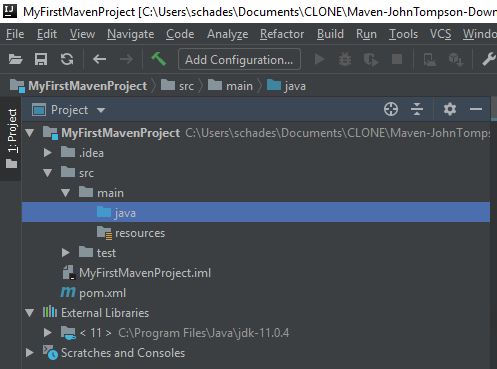 MyFirstMavenProject [C:\Users\schades\Documents\CLONE\Maven-JohnTompson-Down
File Edit View Navigate Code Analyze Refactor Build Run Tools VCS Window
Add Configuration...
MyFirstMavenProject src main java
Project
1: Project
MyFirstMavenProject C:\Users\schades\Documents\CLONE\Maven-JohnTomps
.idea
src
main
java
resources
test
MyFirstMavenProject.iml
pom.xml
External Libraries
< 11 > C:\Program Files\Java\jdk-11.0.4
Scratches and Consoles